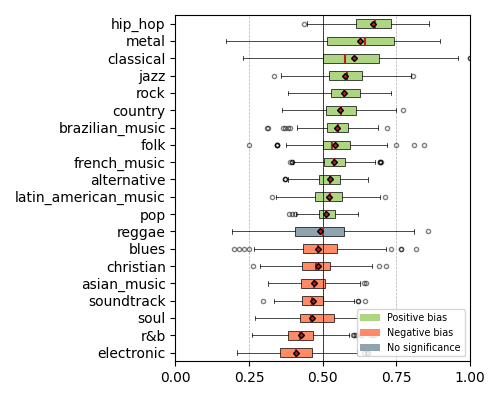 hip_hop
metal
classical
jazz
rock
country
brazilian_music
folk
french_music
alternative
latin_american_music
pop
reggae
blues
christian
asian_music
soundtrack
soul
r&b
electronic
Positive bias
Negative bias
No significance
0.00 0.25 0.50 0.75 1.00